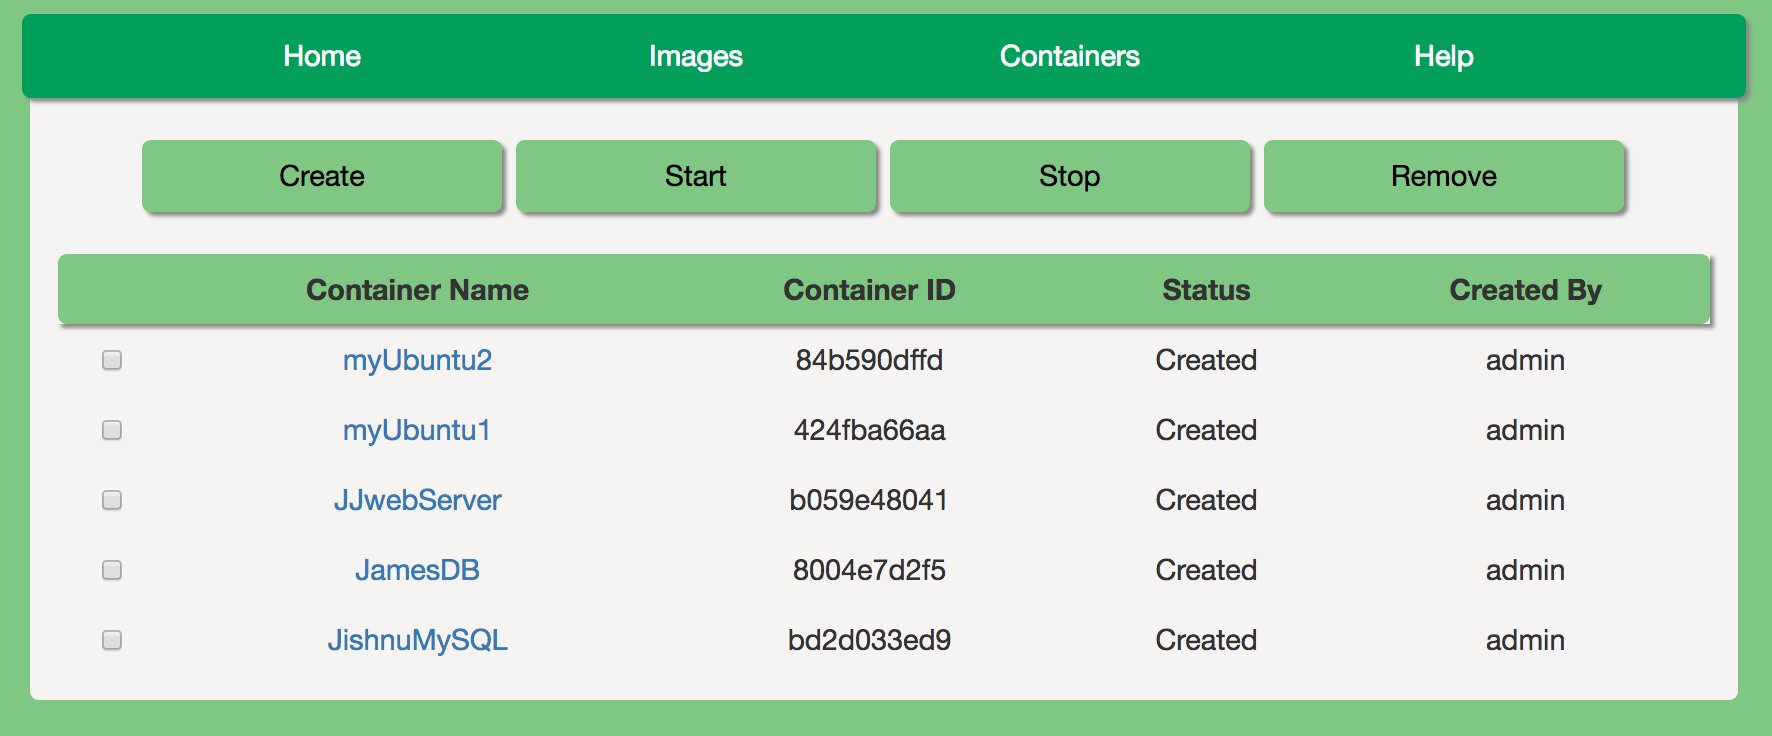 Home Images Containers Help
Create Start Stop Remove
Container Name Container ID Status Created By
myUbuntu2 84b590dffd Created admin
myUbuntu1 424fba66aa Created admin
JJwebServer b059e48041 Created admin
JamesDB 8004e7d2f5 Created admin
JishnuMySQL bd2d033ed9 Created admin